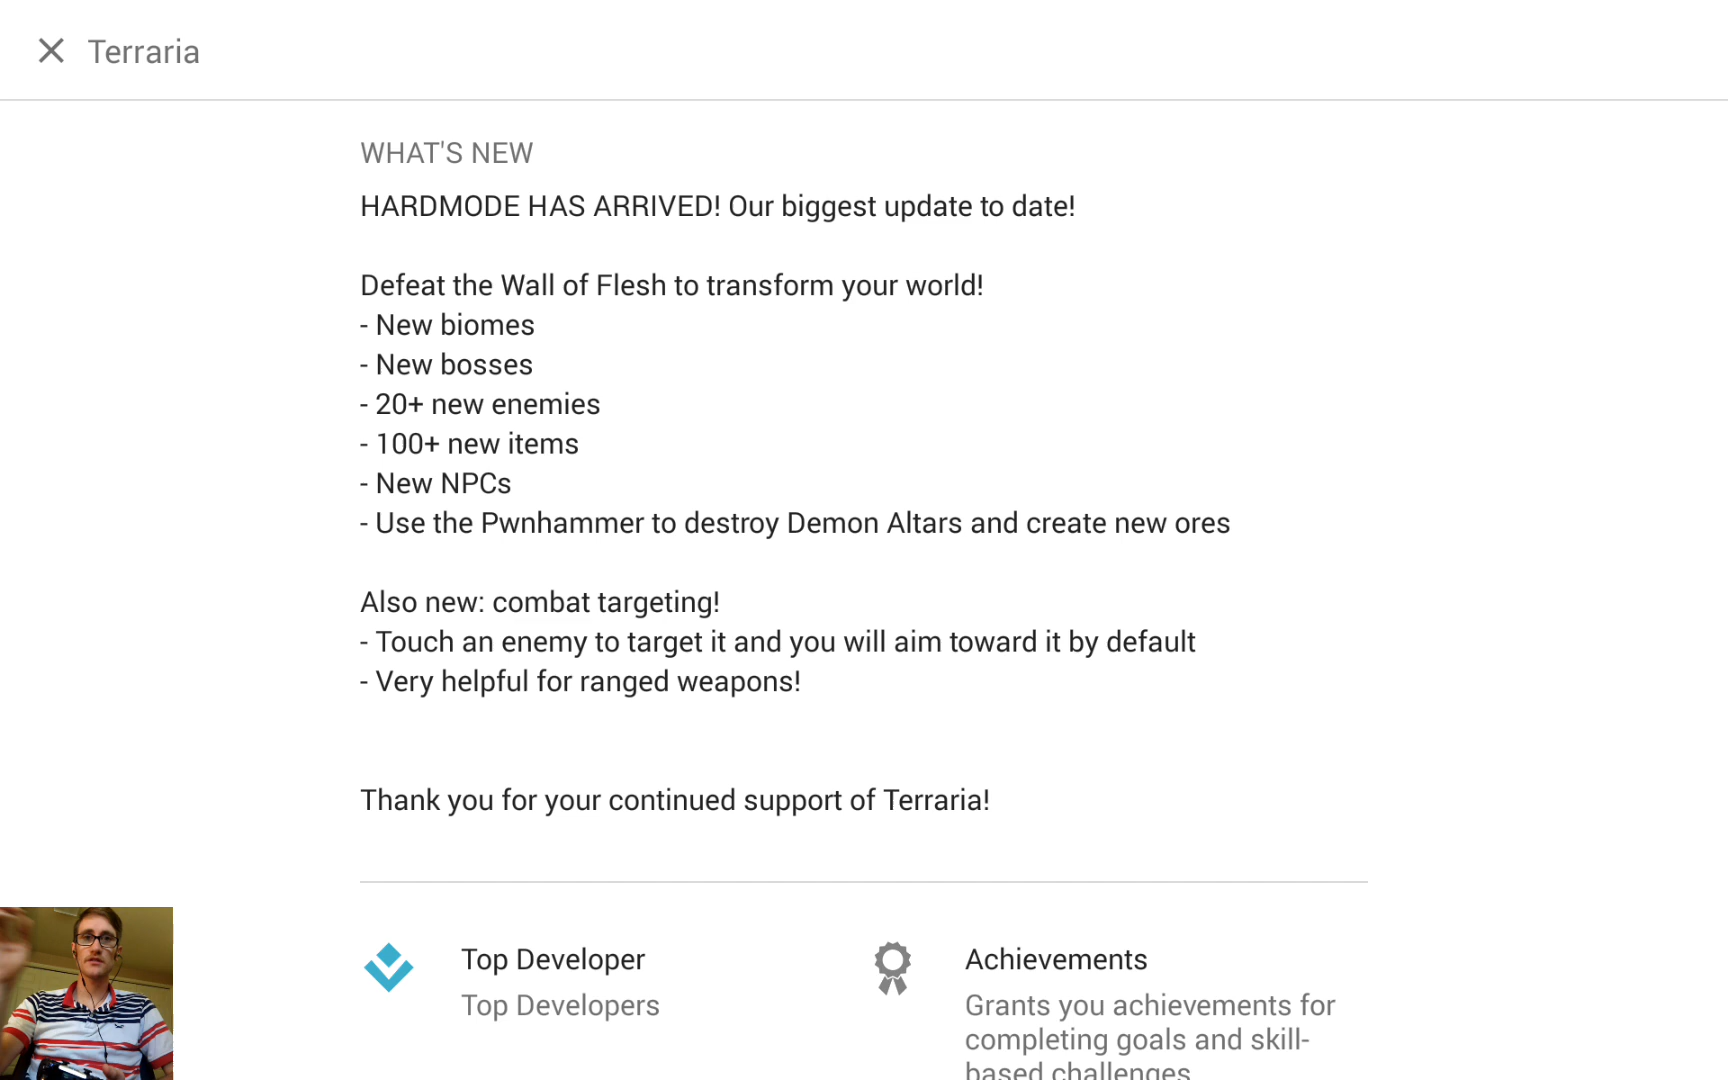 Terraria
WHAT'S NEW
HARDMODE HAS ARRIVED! Our biggest update to date!
Defeat the Wall of Flesh to transform your world!
- New biomes
- New bosses
- 20+ new enemies
- 100+ new items
- New NPCs
- Use the Pwnhammer to destroy Demon Altars and create new ores
Also new: combat targeting!
- Touch an enemy to target it and you will aim toward it by default
- Very helpful for ranged weapons!
Thank you for your continued support of Terraria!
Top Developer
Top Developers
Achievements
Grants you achievements for
completing goals and skill-
based challenges